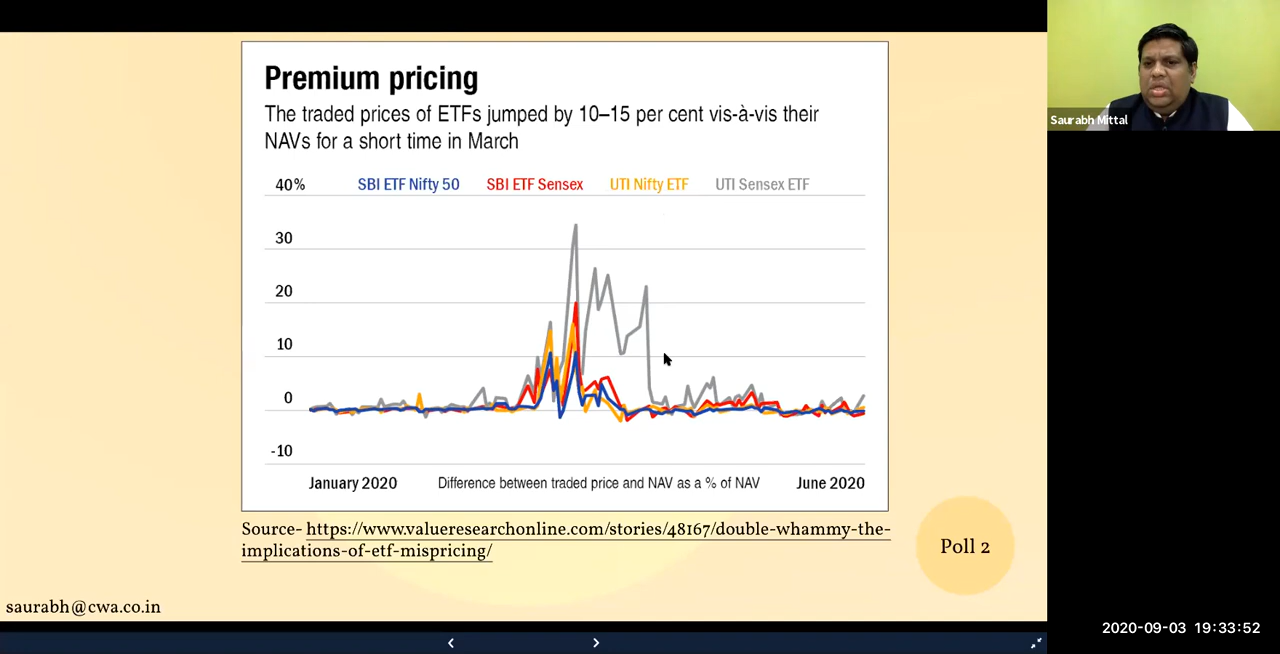 Premium pricing
The traded prices of ETFs jumped by 10–15 per cent vis-à-vis their
NAVs for a short time in March
40% SBI ETF Nifty 50 SBI ETF Sensex UTI Nifty ETF UTI Sensex ETF
30
20
10
0
-10
January 2020 Difference between traded price and NAV as a % of NAV June 2020
Source- https://www.valueresearchonline.com/stories/48167/double-whammy-the-
implications-of-etf-mispricing/
Poll 2
saurabh@cwa.co.in
Saurabh Mittal
2020-09-03 19:33:52